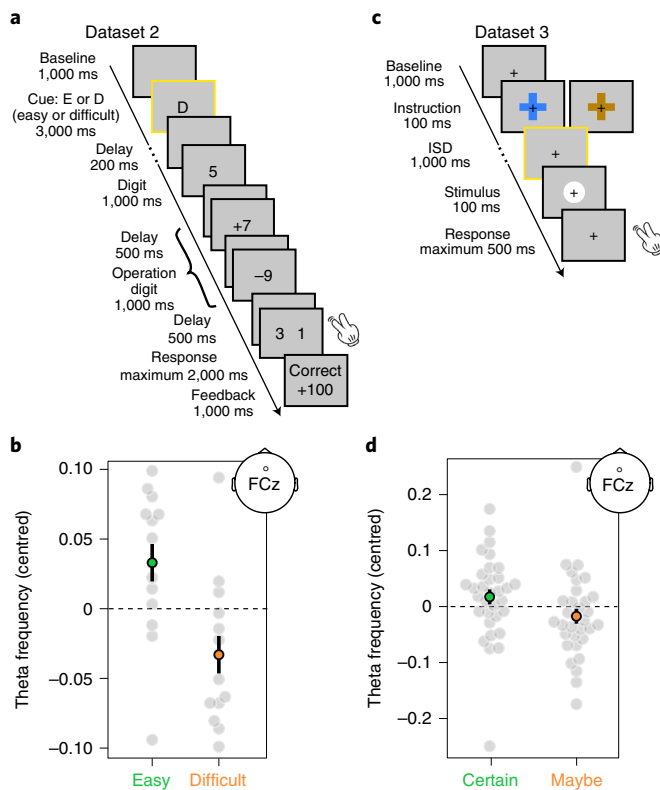 a
Dataset 2
Baseline
1,000 ms
Cue: E or D
(easy or difficult)
3,000 ms
D
Delay
200 ms
5
Digit
1,000 ms
+7
Delay
500 ms
Operation
digit
1,000 ms
–9
Delay
500 ms
3 1
Response
maximum 2,000 ms
Correct
+100
Feedback
1,000 ms
c
Dataset 3
Baseline
1,000 ms
+
Instruction
100 ms
+ +
ISD
1,000 ms
+
Stimulus
100 ms
+
Response
maximum 500 ms
+
b
FCz
Theta frequency (centred)
0.10
0.05
0
–0.05
–0.10
Easy Difficult
d
FCz
Theta frequency (centred)
0.2
0.1
0
–0.1
–0.2
Certain Maybe